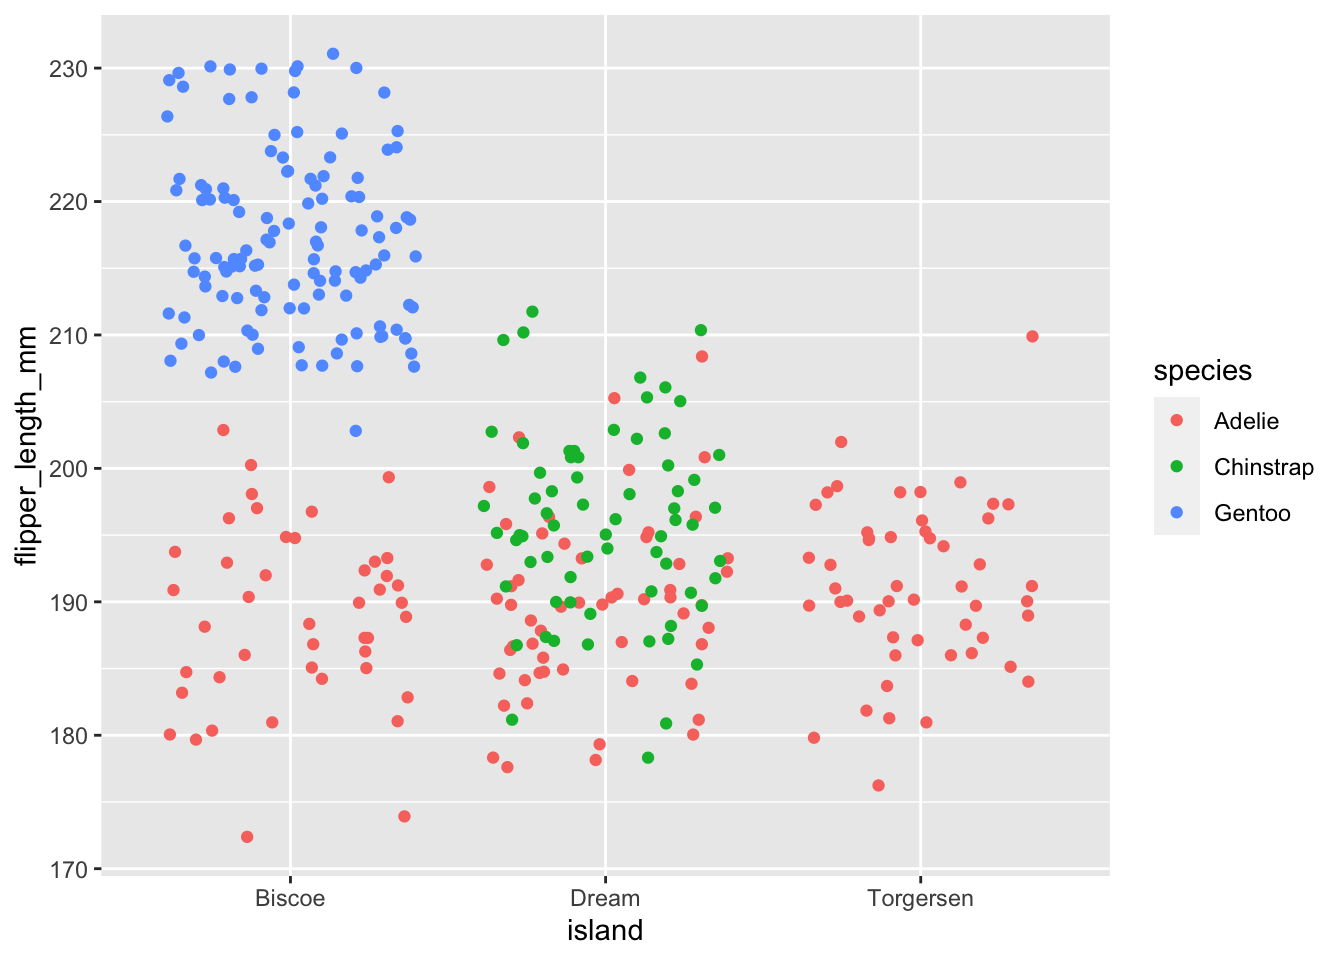 230
220
210
200
190
180
170
flipper_length_mm
Biscoe
Dream
Torgersen
island
species
Adelie
Chinstrap
Gentoo